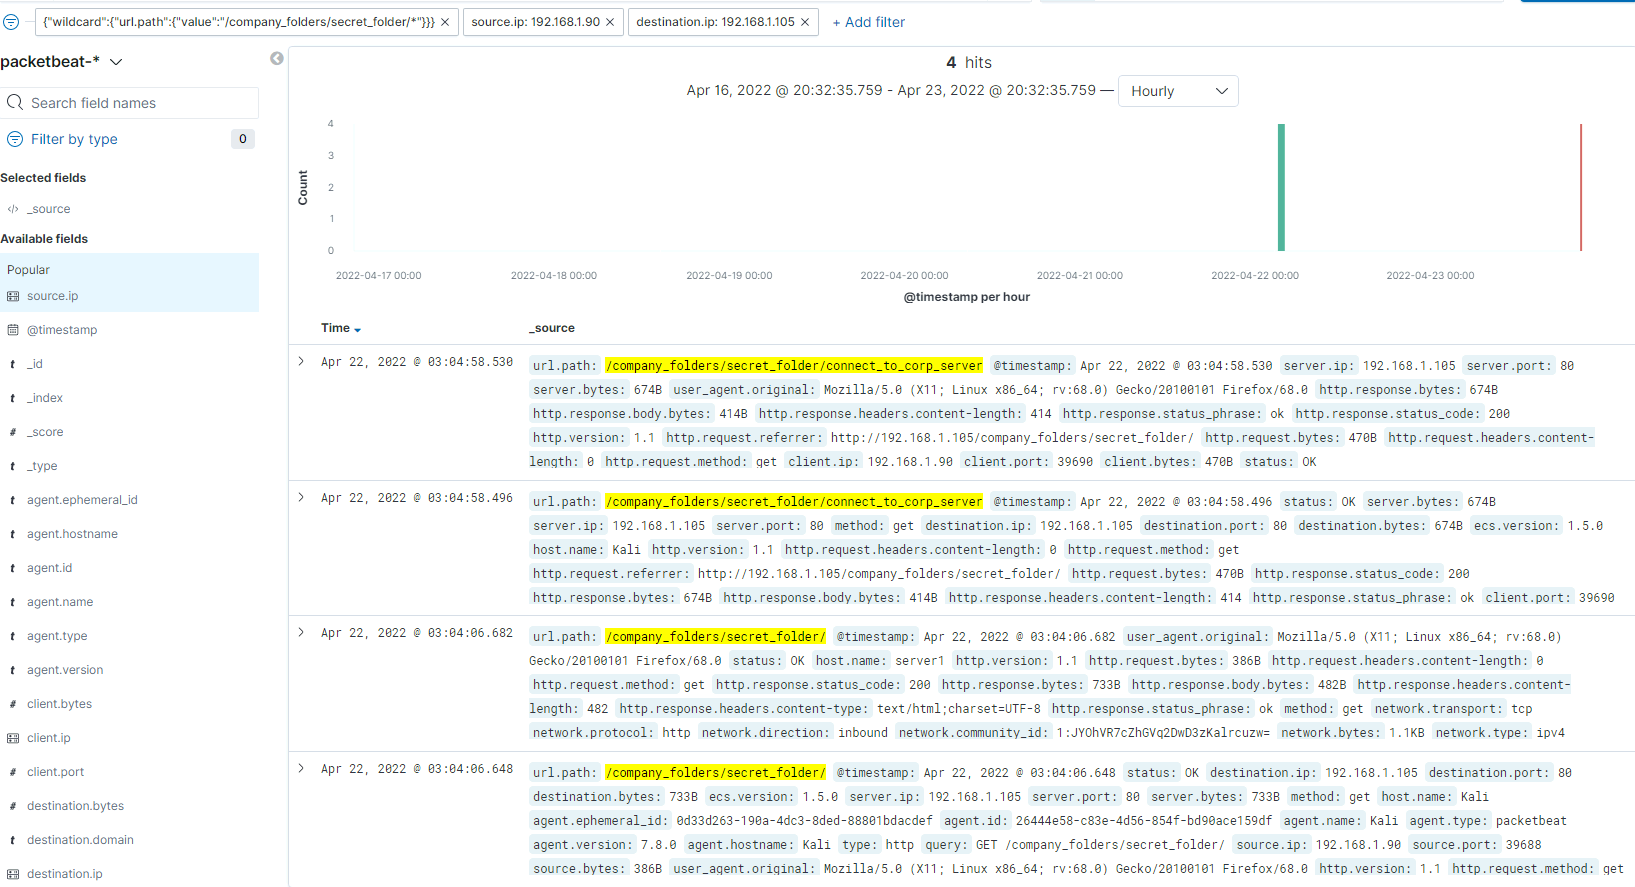 {"wildcard":{"url.path":{"value":"/company_folders/secret_folder/*"}}} × source.ip: 192.168.1.90 × destination.ip: 192.168.1.105 × + Add filter
packetbeat-*
Search field names
Filter by type 0
Selected fields
</> _source
Available fields
Popular
source.ip
@timestamp
t _id
t _index
# _score
t _type
t agent.ephemeral_id
t agent.hostname
t agent.id
t agent.name
t agent.type
t agent.version
# client.bytes
client.ip
# client.port
# destination.bytes
t destination.domain
destination.ip
4 hits
Apr 16, 2022 @ 20:32:35.759 - Apr 23, 2022 @ 20:32:35.759 — Hourly
Count
4
3
2
1
0
2022-04-17 00:00 2022-04-18 00:00 2022-04-19 00:00 2022-04-20 00:00 2022-04-21 00:00 2022-04-22 00:00 2022-04-23 00:00
@timestamp per hour
Time _source
Apr 22, 2022 @ 03:04:58.530 url.path: /company_folders/secret_folder/connect_to_corp_server @timestamp: Apr 22, 2022 @ 03:04:58.530 server.ip: 192.168.1.105 server.port: 80
server.bytes: 674B user_agent.original: Mozilla/5.0 (X11; Linux x86_64; rv:68.0) Gecko/20100101 Firefox/68.0 http.response.bytes: 674B
http.response.body.bytes: 414B http.response.headers.content-length: 414 http.response.status_phrase: ok http.response.status_code: 200
http.version: 1.1 http.request.referrer: http://192.168.1.105/company_folders/secret_folder/ http.request.bytes: 470B http.request.headers.content-
length: 0 http.request.method: get client.ip: 192.168.1.90 client.port: 39690 client.bytes: 470B status: OK
Apr 22, 2022 @ 03:04:58.496 url.path: /company_folders/secret_folder/connect_to_corp_server @timestamp: Apr 22, 2022 @ 03:04:58.496 status: OK server.bytes: 674B
server.ip: 192.168.1.105 server.port: 80 method: get destination.ip: 192.168.1.105 destination.port: 80 destination.bytes: 674B ecs.version: 1.5.0
host.name: Kali http.version: 1.1 http.request.headers.content-length: 0 http.request.method: get
http.request.referrer: http://192.168.1.105/company_folders/secret_folder/ http.request.bytes: 470B http.response.status_code: 200
http.response.bytes: 674B http.response.body.bytes: 414B http.response.headers.content-length: 414 http.response.status_phrase: ok client.port: 39690
Apr 22, 2022 @ 03:04:06.682 url.path: /company_folders/secret_folder/ @timestamp: Apr 22, 2022 @ 03:04:06.682 user_agent.original: Mozilla/5.0 (X11; Linux x86_64; rv:68.0)
Gecko/20100101 Firefox/68.0 status: OK host.name: server1 http.version: 1.1 http.request.bytes: 386B http.request.headers.content-length: 0
http.request.method: get http.response.status_code: 200 http.response.bytes: 733B http.response.body.bytes: 482B http.response.headers.content-
length: 482 http.response.headers.content-type: text/html;charset=UTF-8 http.response.status_phrase: ok method: get network.transport: tcp
network.protocol: http network.direction: inbound network.community_id: 1:JYOhVR7cZhGVq2DwD3zKalrcuzw= network.bytes: 1.1KB network.type: ipv4
Apr 22, 2022 @ 03:04:06.648 url.path: /company_folders/secret_folder/ @timestamp: Apr 22, 2022 @ 03:04:06.648 status: OK destination.ip: 192.168.1.105 destination.port: 80
destination.bytes: 733B ecs.version: 1.5.0 server.ip: 192.168.1.105 server.port: 80 server.bytes: 733B method: get host.name: Kali
agent.ephemeral_id: 0d33d263-190a-4dc3-8ded-88801bdacdef agent.id: 26444e58-c83e-4d56-854f-bd90ace159df agent.name: Kali agent.type: packetbeat
agent.version: 7.8.0 agent.hostname: Kali type: http query: GET /company_folders/secret_folder/ source.ip: 192.168.1.90 source.port: 39688
source.bytes: 386B user_agent.original: Mozilla/5.0 (X11; Linux x86_64; rv:68.0) Gecko/20100101 Firefox/68.0 http.version: 1.1 http.request.method: get